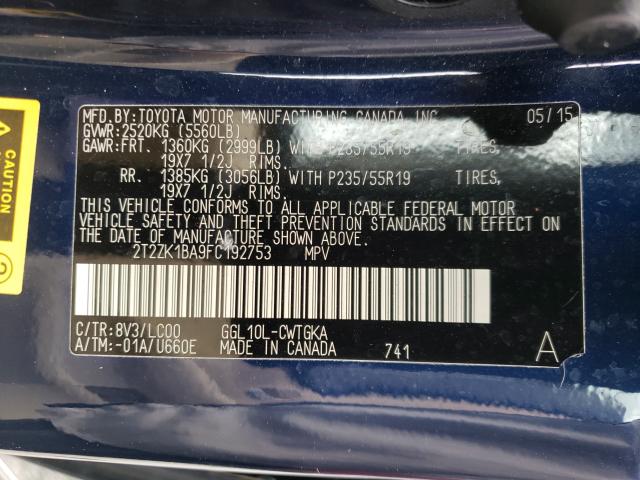 MFD.BY:TOYOTA MOTOR MANUFACTURING CANADA INC. 05/15
GVWR:2520KG (5560LB)
GAWR:FRT. 1360KG (2999LB) WITH P235/55R19 TIRES,
19X7 1/2J RIMS.
RR. 1385KG (3056LB) WITH P235/55R19 TIRES,
19X7 1/2J RIMS.
THIS VEHICLE CONFORMS TO ALL APPLICABLE FEDERAL MOTOR
VEHICLE SAFETY AND THEFT PREVENTION STANDARDS IN EFFECT ON
THE DATE OF MANUFACTURE SHOWN ABOVE.
2T2ZK1BA9FC192753 MPV
C/TR:8V3/LC00 GGL10L-CWTGKA
A/TM:-01A/U660E MADE IN CANADA 741 A
CAUTION